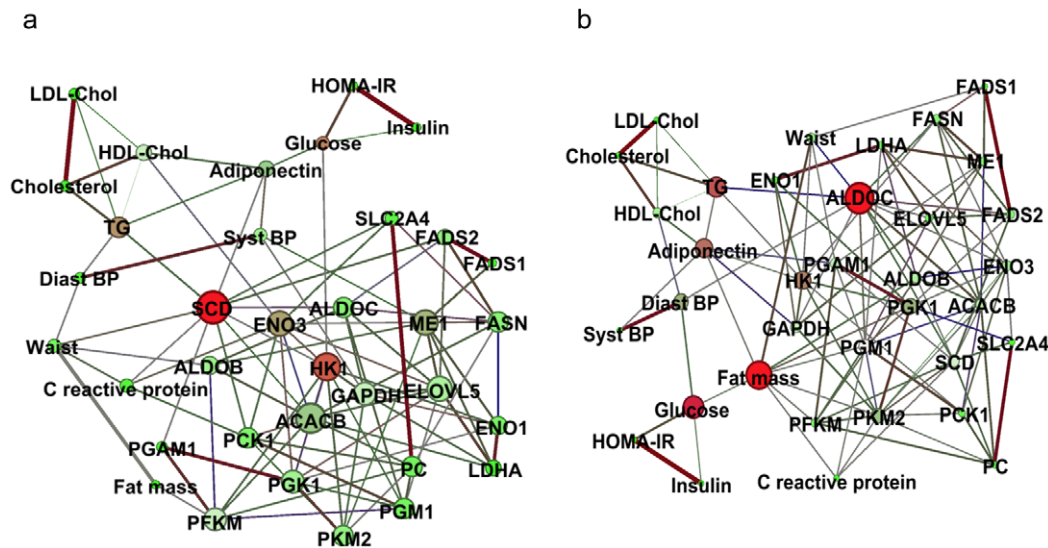 a
LDL-Chol
HOMA-IR
Insulin
HDL-Chol
Glucose
Cholesterol
Adiponectin
TG
SLC2A4
Syst BP
FADS2
Diast BP
FADS1
SCD
ALDOC
ENO3
ME1
FASN
Waist
ALDOB
HK1
C reactive protein
GAPDH
ELOVL5
ACACB
ENO1
PGAM1
PCK1
PC
LDHA
Fat mass
PGK1
PFKM
PGM1
PKM2
b
FADS1
LDL-Chol
FASN
Waist
LDHA
Cholesterol
ME1
TG
ENO1
ALDOC
HDL-Chol
ELOVL5
FADS2
Adiponectin
PGAM1
ENO3
HK1
ALDOB
Diast BP
PGK1
ACACB
Syst BP
GAPDH
SLC2A4
PGM1
SCD
Fat mass
Glucose
PFKM
PKM2
PCK1
HOMA-IR
PC
Insulin
C reactive protein